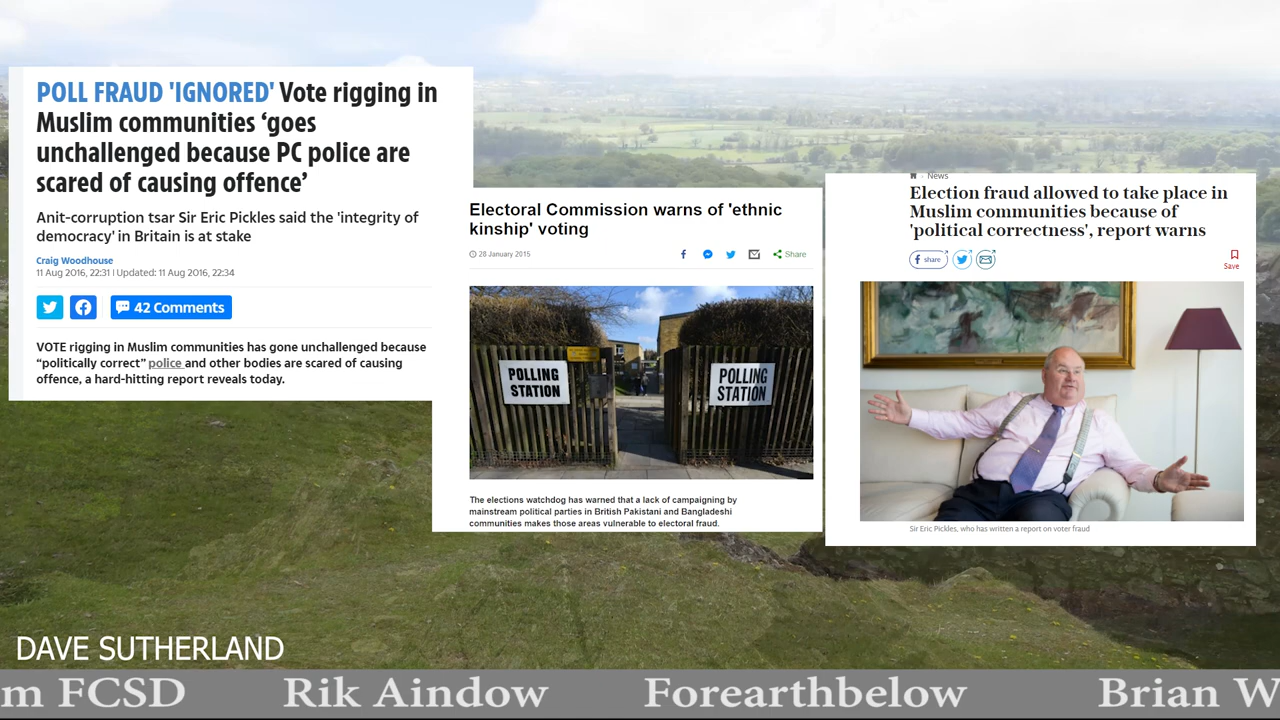 POLL FRAUD 'IGNORED' Vote rigging in
Muslim communities ‘goes
unchallenged because PC police are
scared of causing offence’
Anit-corruption tsar Sir Eric Pickles said the 'integrity of
democracy' in Britain is at stake
Craig Woodhouse
11 Aug 2016, 22:31 | Updated: 11 Aug 2016, 22:34
42 Comments
VOTE rigging in Muslim communities has gone unchallenged because
“politically correct” police and other bodies are scared of causing
offence, a hard-hitting report reveals today.
Electoral Commission warns of 'ethnic
kinship' voting
28 January 2015
Share
POLLING
STATION
POLLING
STATION
The elections watchdog has warned that a lack of campaigning by
mainstream political parties in British Pakistani and Bangladeshi
communities makes those areas vulnerable to electoral fraud.
News
Election fraud allowed to take place in
Muslim communities because of
'political correctness', report warns
share
Save
Sir Eric Pickles, who has written a report on voter fraud
DAVE SUTHERLAND
m FCSD Rik Aindow Forearthbelow Brian W